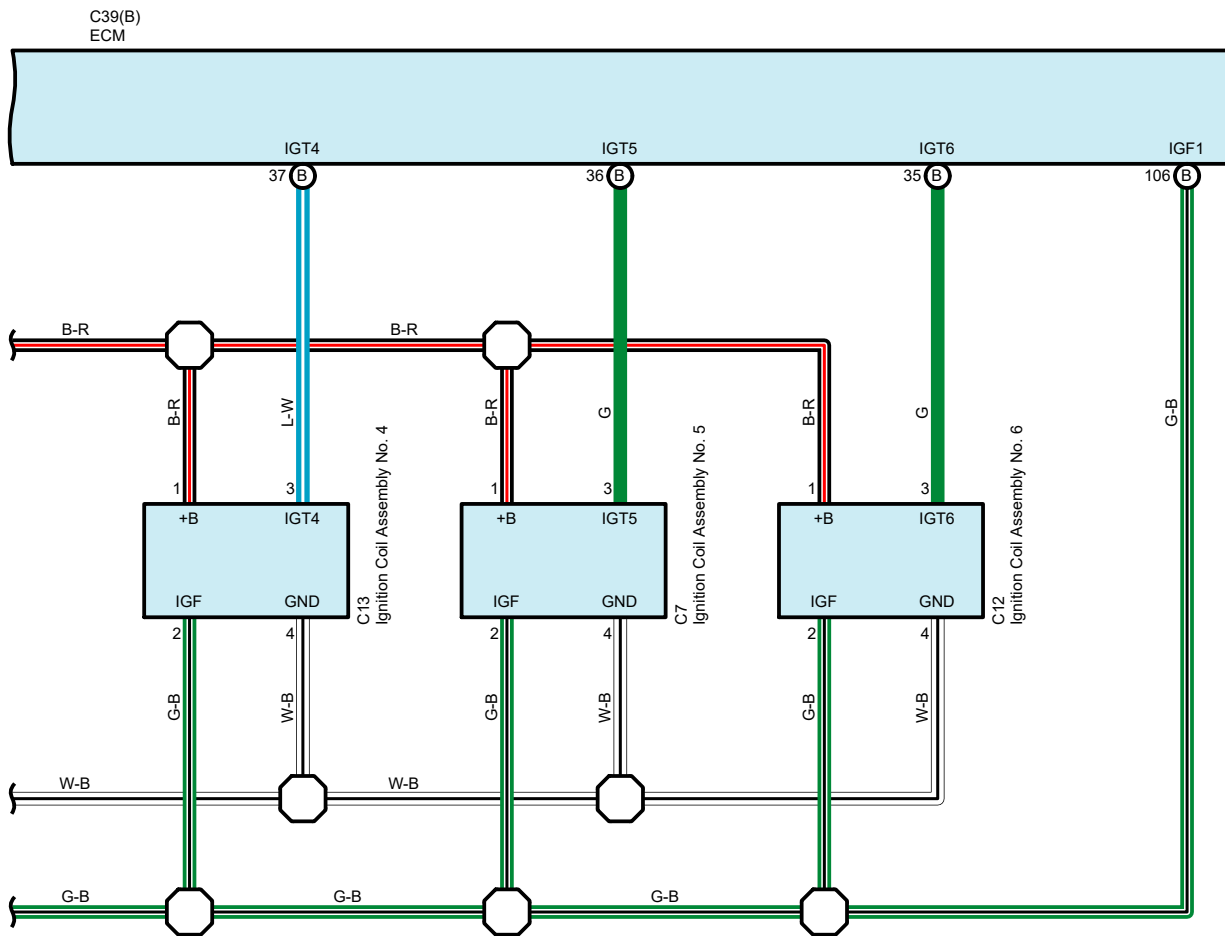 C39(B)
ECM
IGT4
IGT5
IGT6
IGF1
37 B
36 B
35 B
106 B
B-R
B-R
B-R
L-W
B-R
G
B-R
G
G-B
1
3
1
3
1
3
+B
IGT4
+B
IGT5
+B
IGT6
IGF
GND
IGF
GND
IGF
GND
C13
Ignition Coil Assembly No. 4
C7
Ignition Coil Assembly No. 5
C12
Ignition Coil Assembly No. 6
2
4
2
4
2
4
G-B
W-B
G-B
W-B
G-B
W-B
W-B
W-B
G-B
G-B
G-B